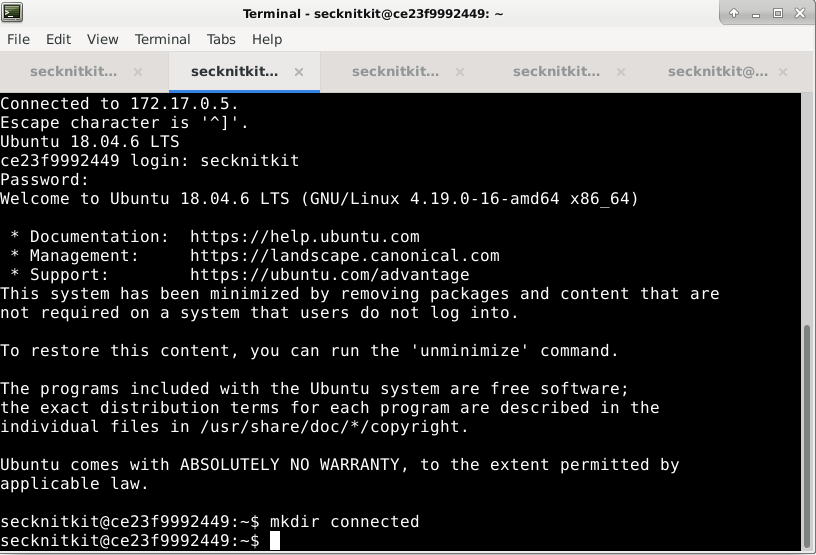 Terminal - secknitkit@ce23f9992449: ~
File Edit View Terminal Tabs Help
secknitkit... × secknitkit... × secknitkit... × secknitkit... × secknitkit@... ×
Connected to 172.17.0.5.
Escape character is '^]'.
Ubuntu 18.04.6 LTS
ce23f9992449 login: secknitkit
Password:
Welcome to Ubuntu 18.04.6 LTS (GNU/Linux 4.19.0-16-amd64 x86_64)
* Documentation: https://help.ubuntu.com
* Management: https://landscape.canonical.com
* Support: https://ubuntu.com/advantage
This system has been minimized by removing packages and content that are
not required on a system that users do not log into.
To restore this content, you can run the 'unminimize' command.
The programs included with the Ubuntu system are free software;
the exact distribution terms for each program are described in the
individual files in /usr/share/doc/*/copyright.
Ubuntu comes with ABSOLUTELY NO WARRANTY, to the extent permitted by
applicable law.
secknitkit@ce23f9992449:~$ mkdir connected
secknitkit@ce23f9992449:~$